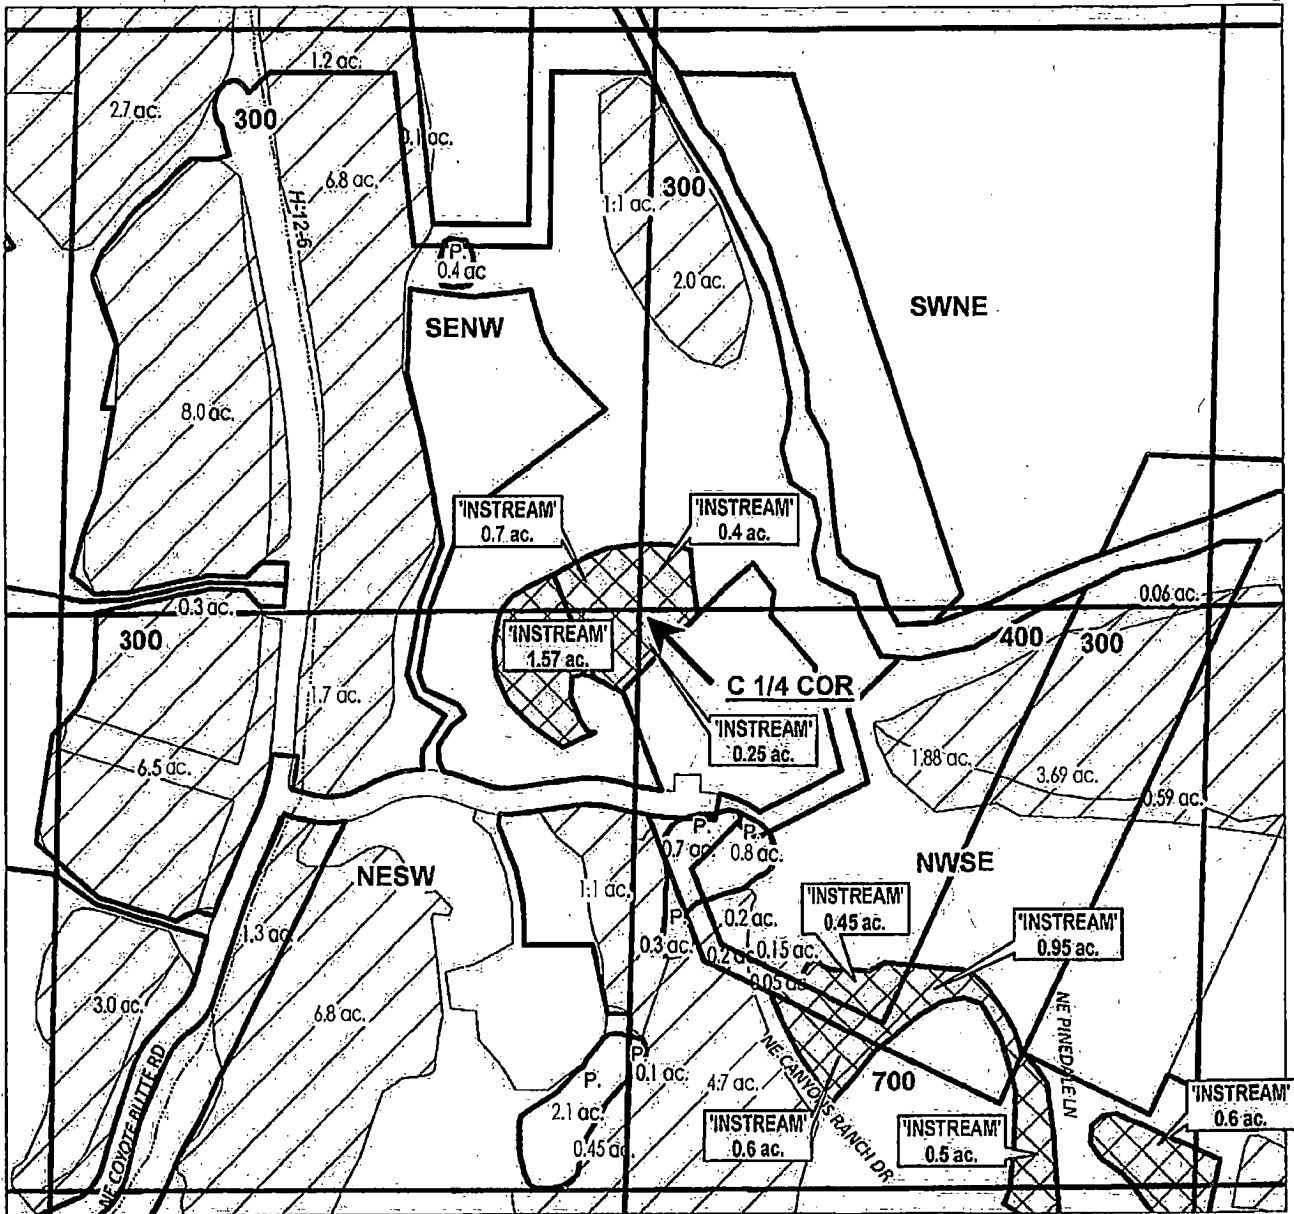 1.2 ac.
2.7 ac.
300
0.1 ac.
6.8 ac.
300
1.1 ac.
H-12-6
P.
0.4 ac
2.0 ac.
SWNE
SENW
8.0 ac.
'INSTREAM'
0.7 ac.
'INSTREAM'
0.4 ac.
0.06 ac.
0.3 ac.
300
'INSTREAM'
1.57 ac.
400
300
C 1/4 COR
1.7 ac.
'INSTREAM'
0.25 ac.
6.5 ac.
1.88 ac.
3.69 ac.
0.59 ac.
P.
0.7 ac.
P.
0.8 ac.
NESW
NWSE
1.1 ac.
'INSTREAM'
0.45 ac.
P.
0.2 ac.
'INSTREAM'
0.95 ac.
1.3 ac
0.3 ac.
0.2 ac
0.15 ac.
0.05 ac
3.0 ac.
6.8 ac.
NE PINEDALE LN
NE COYOTE BUTTE RD
P.
0.1 ac.
P.
2.1 ac.
4.7 ac.
NE CANYONS RANCH DR
700
'INSTREAM'
0.6 ac.
0.45 ac.
'INSTREAM'
0.6 ac.
'INSTREAM'
0.5 ac.